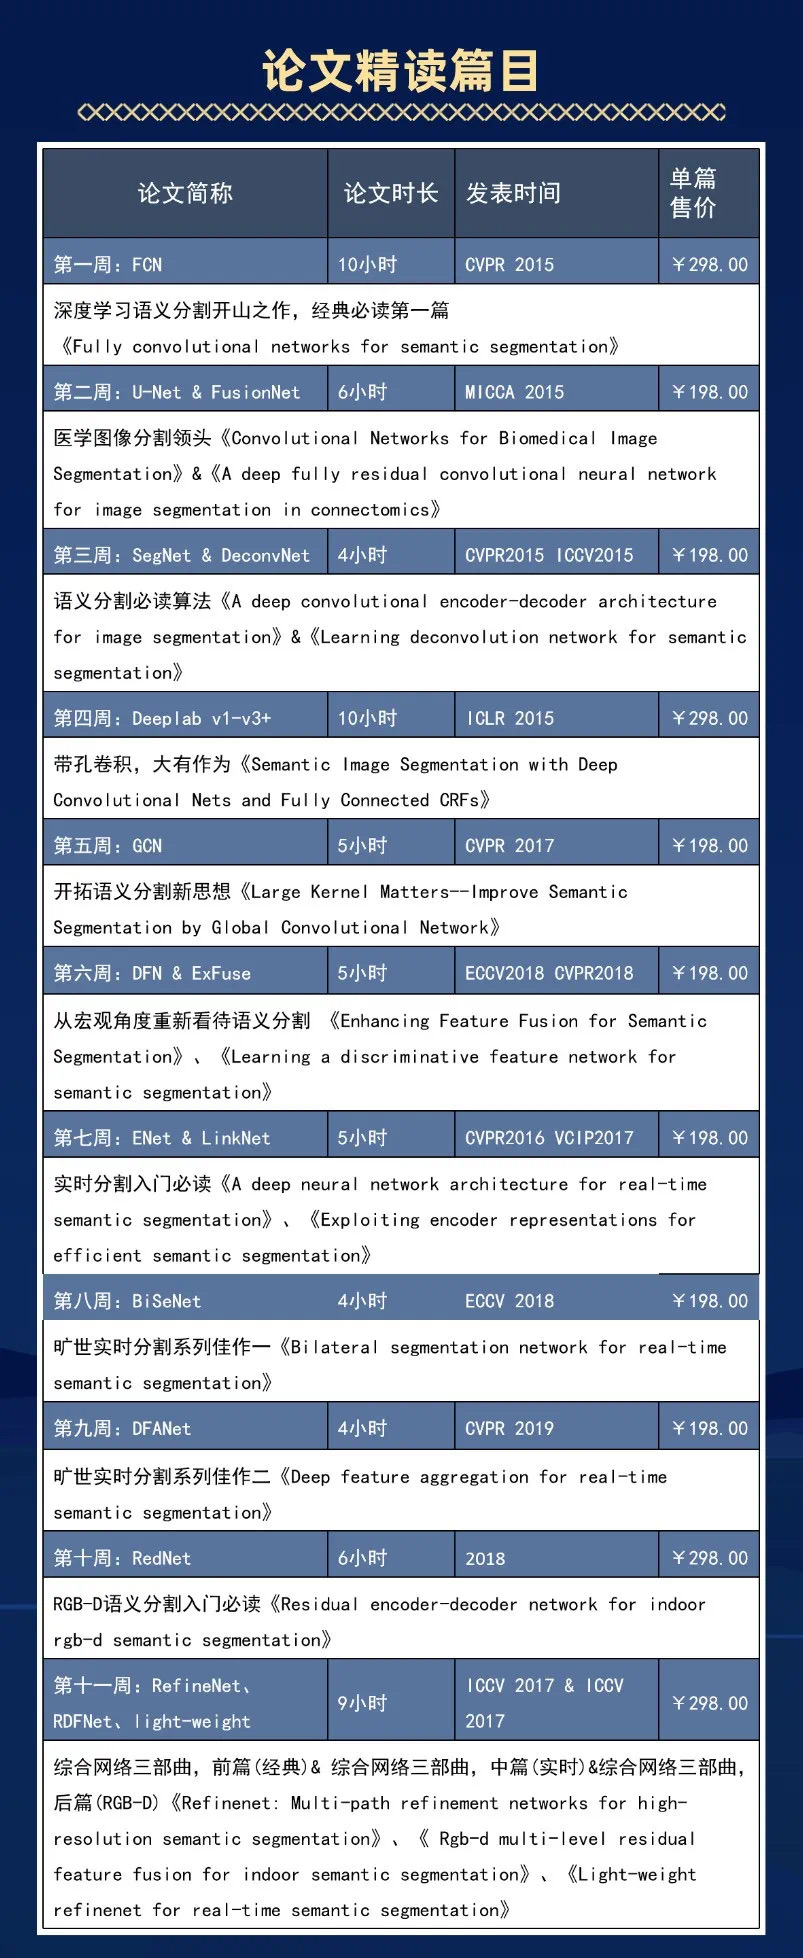 论文精读篇目
论文简称 论文时长 发表时间 单篇
售价
第一周：FCN 10小时 CVPR 2015 ￥298.00
深度学习语义分割开山之作，经典必读第一篇
《Fully convolutional networks for semantic segmentation》
第二周：U-Net & FusionNet 6小时 MICCA 2015 ￥198.00
医学图像分割领头《Convolutional Networks for Biomedical Image
Segmentation》&《A deep fully residual convolutional neural network
for image segmentation in connectomics》
第三周：SegNet & DeconvNet 4小时 CVPR2015 ICCV2015 ￥198.00
语义分割必读算法《A deep convolutional encoder-decoder architecture
for image segmentation》&《Learning deconvolution network for semantic
segmentation》
第四周：Deeplab v1-v3+ 10小时 ICLR 2015 ￥298.00
带孔卷积，大有作为《Semantic Image Segmentation with Deep
Convolutional Nets and Fully Connected CRFs》
第五周：GCN 5小时 CVPR 2017 ￥198.00
开拓语义分割新思想《Large Kernel Matters--Improve Semantic
Segmentation by Global Convolutional Network》
第六周：DFN & ExFuse 5小时 ECCV2018 CVPR2018 ￥198.00
从宏观角度重新看待语义分割 《Enhancing Feature Fusion for Semantic
Segmentation》、《Learning a discriminative feature network for
semantic segmentation》
第七周：ENet & LinkNet 5小时 CVPR2016 VCIP2017 ￥198.00
实时分割入门必读《A deep neural network architecture for real-time
semantic segmentation》、《Exploiting encoder representations for
efficient semantic segmentation》
第八周：BiSeNet 4小时 ECCV 2018 ￥198.00
旷世实时分割系列佳作一《Bilateral segmentation network for real-time
semantic segmentation》
第九周：DFANet 4小时 CVPR 2019 ￥198.00
旷世实时分割系列佳作二《Deep feature aggregation for real-time
semantic segmentation》
第十周：RedNet 6小时 2018 ￥298.00
RGB-D语义分割入门必读《Residual encoder-decoder network for indoor
rgb-d semantic segmentation》
第十一周：RefineNet、
RDFNet、light-weight 9小时 ICCV 2017 & ICCV
2017 ￥298.00
综合网络三部曲，前篇(经典)& 综合网络三部曲，中篇(实时)&综合网络三部曲，
后篇(RGB-D)《Refinenet: Multi-path refinement networks for high-
resolution semantic segmentation》、《 Rgb-d multi-level residual
feature fusion for indoor semantic segmentation》、《Light-weight
refinenet for real-time semantic segmentation》